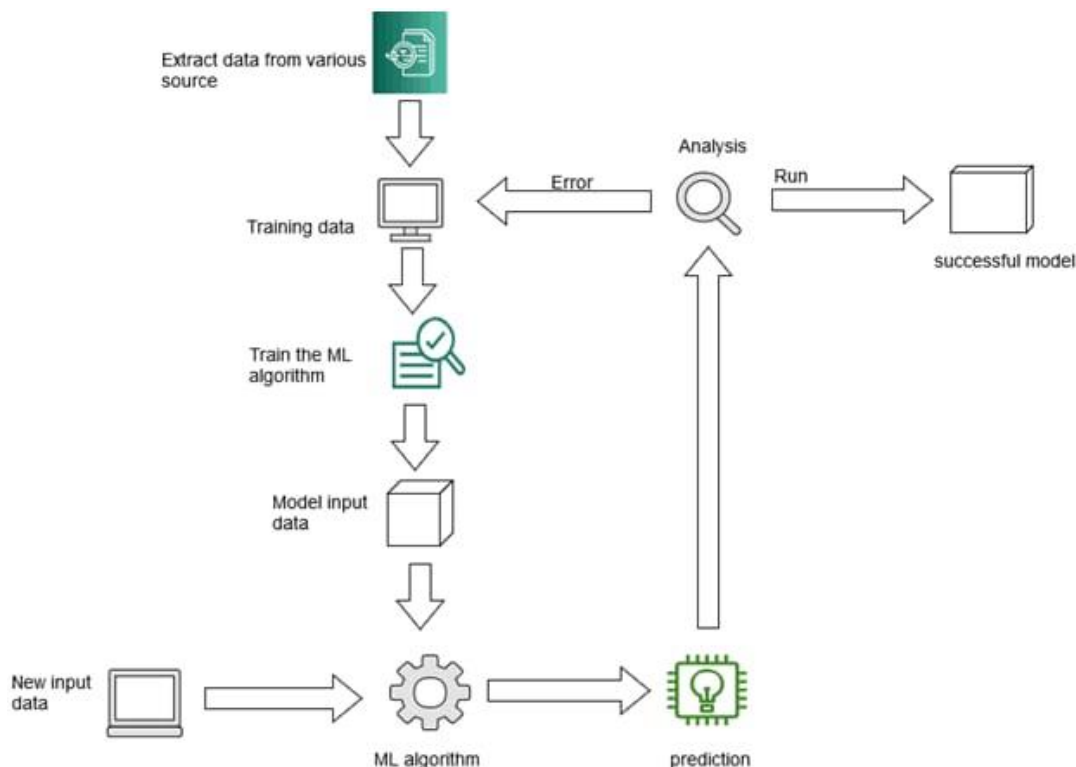 Extract data from various
source
Analysis
Error
Run
Training data
successful model
Train the ML
algorithm
Model input
data
New input
data
ML algorithm
prediction